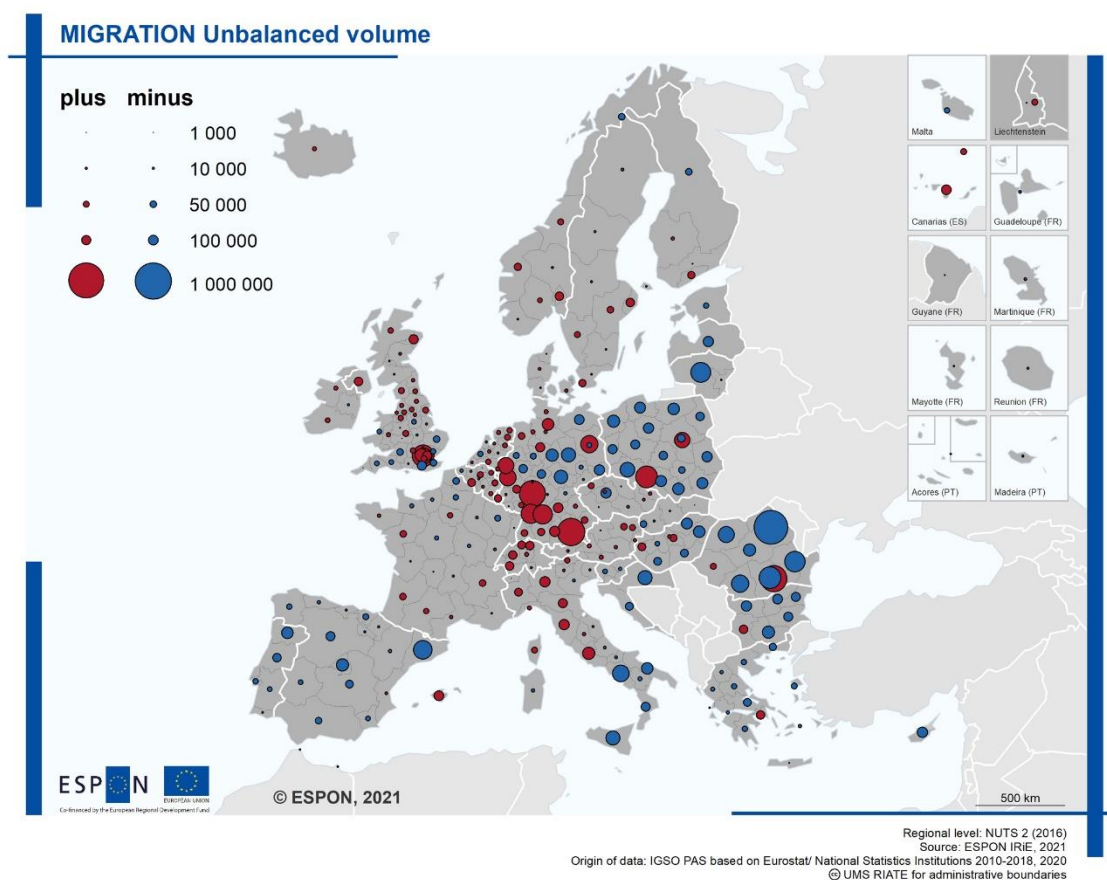 MIGRATION Unbalanced volume
plus minus
1 000
10 000
50 000
100 000
1 000 000
Malta
Liechtenstein
Canarias (ES)
Guadeloupe (FR)
Guyane (FR)
Martinique (FR)
Mayotte (FR)
Reunion (FR)
Acores (PT)
Madeira (PT)
ESPON
EUROPEAN UNION
Co-financed by the European Regional Development Fund
© ESPON, 2021
500 km
Regional level: NUTS 2 (2016)
Source: ESPON IRiE, 2021
Origin of data: IGSO PAS based on Eurostat/ National Statistics Institutions 2010-2018, 2020
㏄ UMS RIATE for administrative boundaries